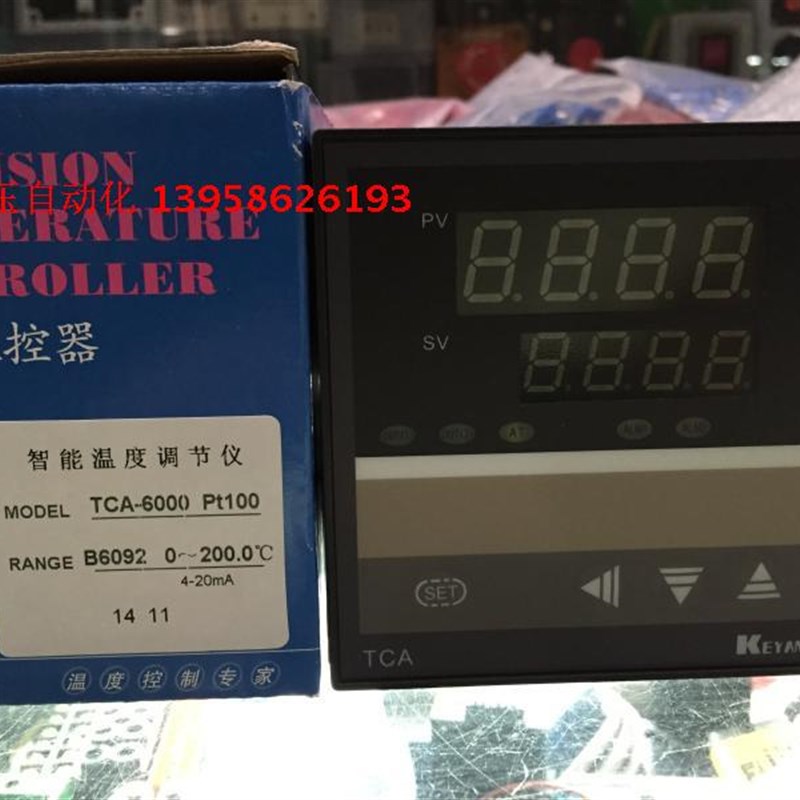 ISION
压自动化 13958626193
ERATURE
ROLLER
控器
智能温度调节仪
MODEL TCA-6000 Pt100
RANGE B6092 0～200.0℃
4-20mA
14 11
温度控制专家
PV
SV
AT
SET
TCA
KEYAN